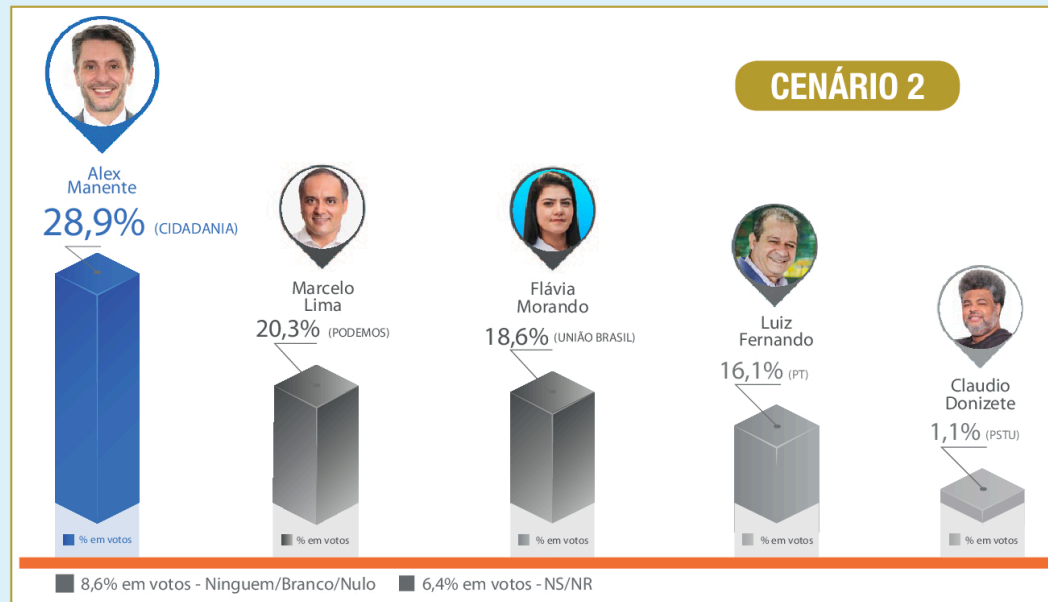 CENÁRIO 2
Alex
Manente
28,9% (CIDADANIA)
Marcelo
Lima
20,3% (PODEMOS)
Flávia
Morando
18,6% (UNIÃO BRASIL)
Luiz
Fernando
16,1% (PT)
Claudio
Donizete
1,1% (PSTU)
% em votos
% em votos
% em votos
% em votos
% em votos
8,6% em votos - Ninguem/Branco/Nulo
6,4% em votos - NS/NR